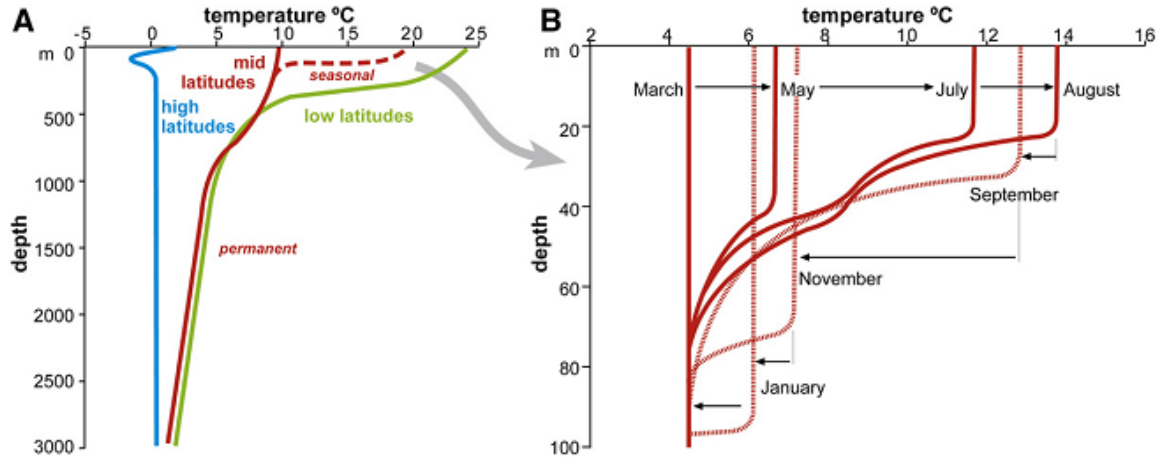 A
temperature ºC
-5 0 5 10 15 20 25
m 0
500
1000
1500
2000
2500
3000
depth
mid
latitudes
seasonal
high
latitudes
low latitudes
permanent
B
temperature ºC
2 4 6 8 10 12 14 16
m 0
20
40
60
80
100
depth
March
May
July
August
September
November
January